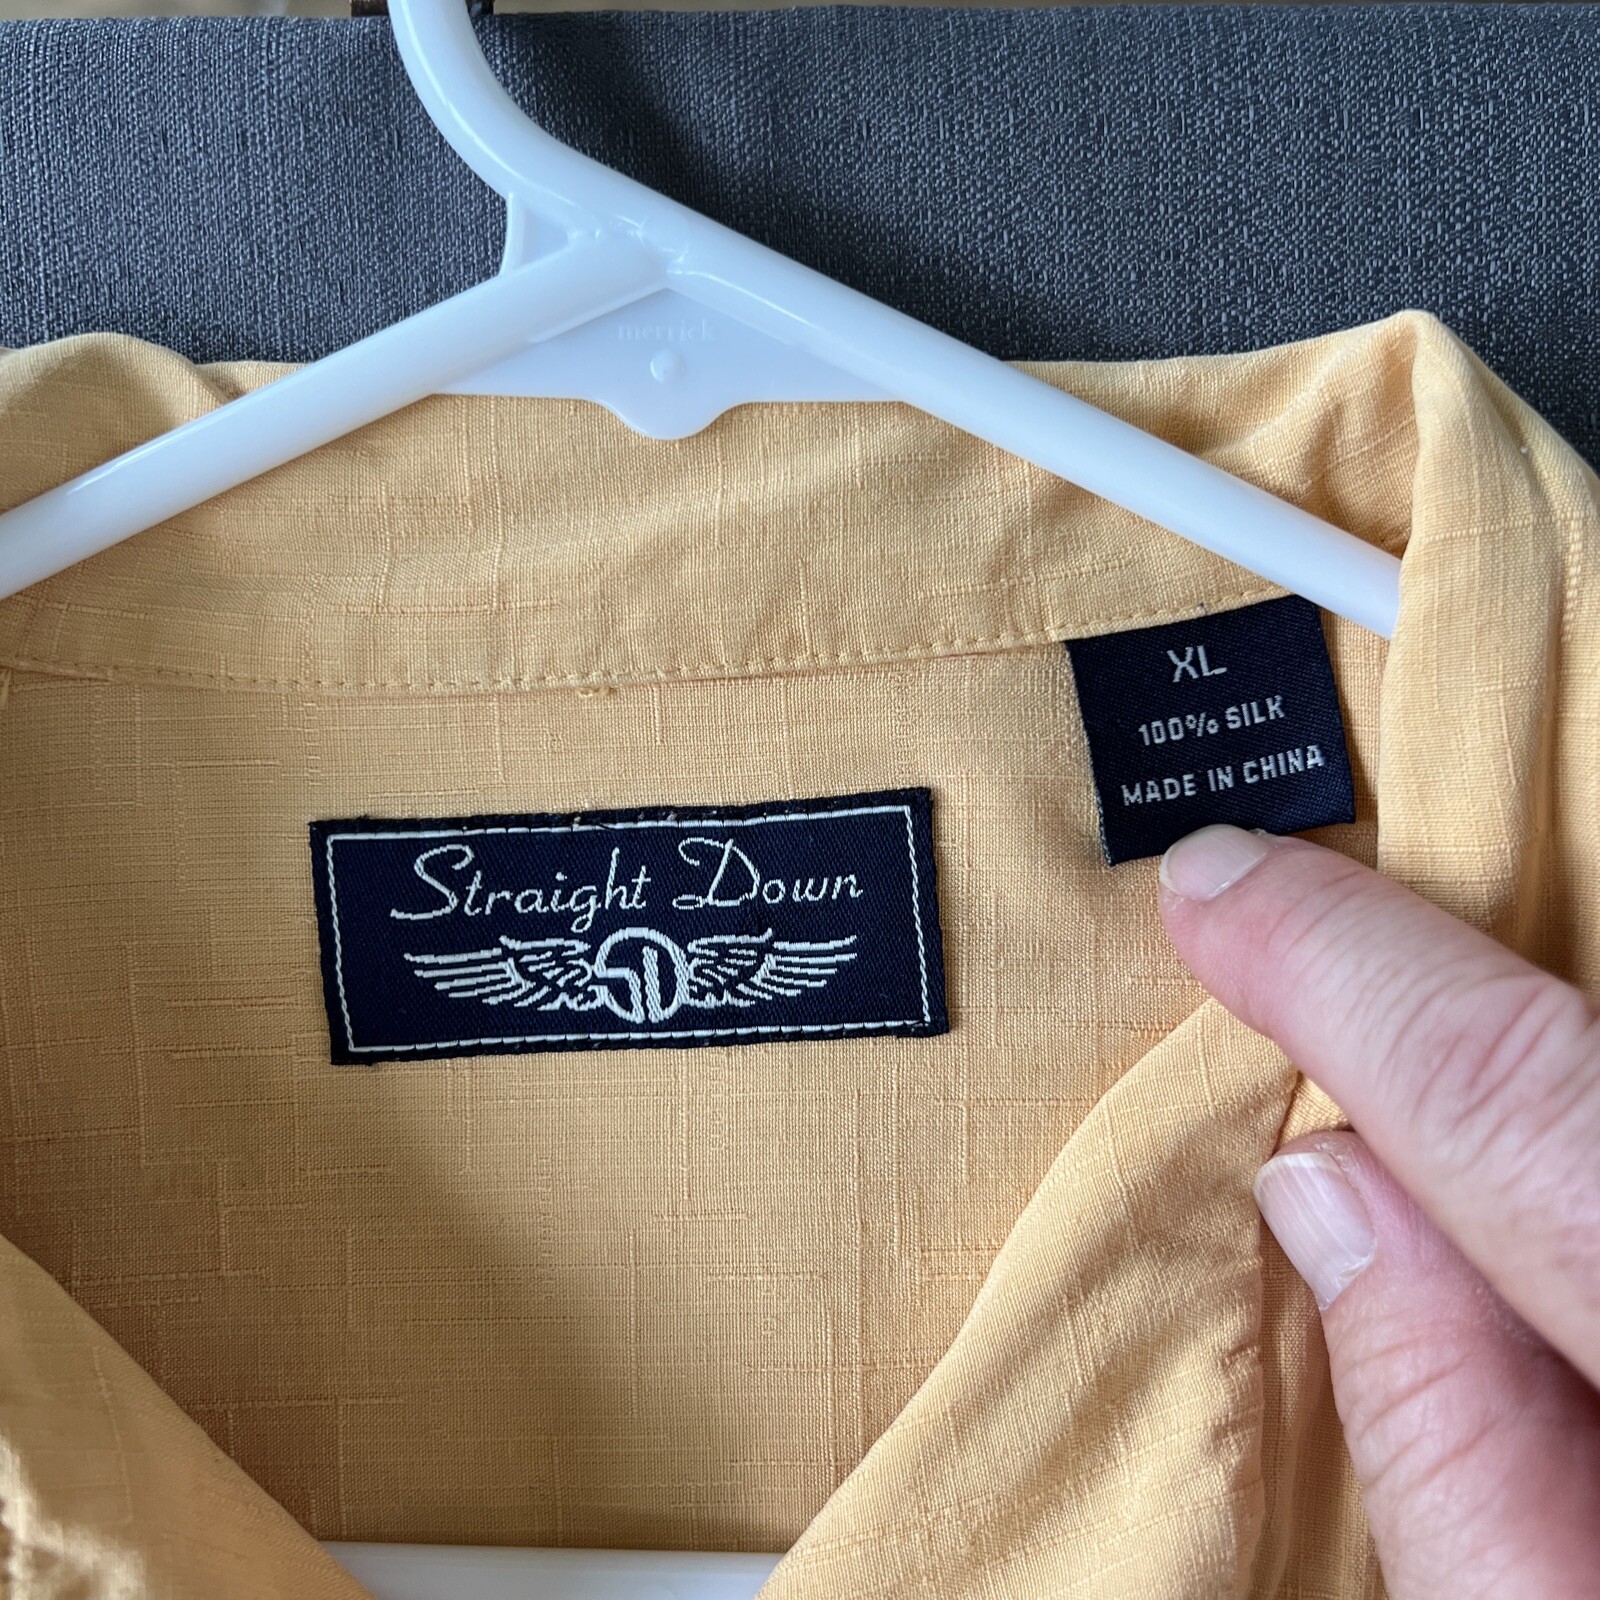 merrick
XL
100% SILK
MADE IN CHINA
Straight Down
SD